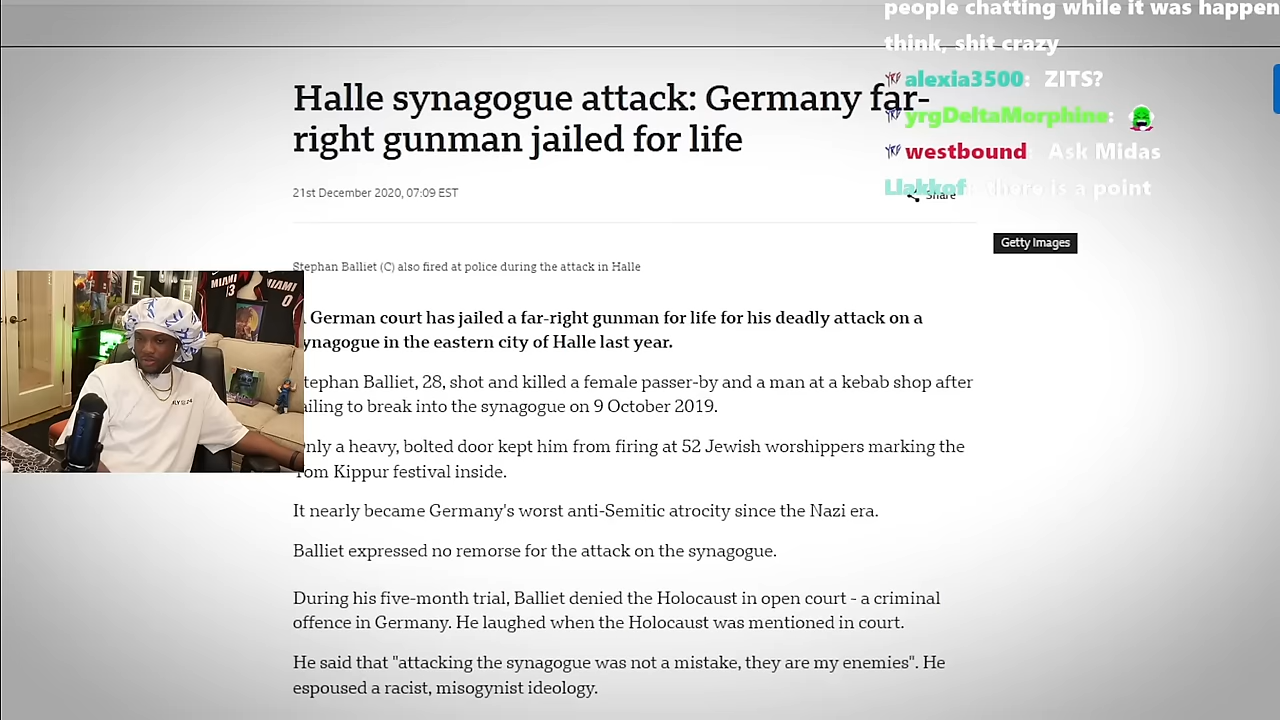 people chatting while it was happen
think, shit crazy
alexia3500: ZITS?
yrgDeltaMorphine:
westbound: Ask Midas
Llakkof: there is a point
Halle synagogue attack: Germany far-
right gunman jailed for life
21st December 2020, 07:09 EST
Share
Getty Images
Stephan Balliet (C) also fired at police during the attack in Halle
German court has jailed a far-right gunman for life for his deadly attack on a
ynagogue in the eastern city of Halle last year.
tephan Balliet, 28, shot and killed a female passer-by and a man at a kebab shop after
ailing to break into the synagogue on 9 October 2019.
nly a heavy, bolted door kept him from firing at 52 Jewish worshippers marking the
om Kippur festival inside.
It nearly became Germany's worst anti-Semitic atrocity since the Nazi era.
Balliet expressed no remorse for the attack on the synagogue.
During his five-month trial, Balliet denied the Holocaust in open court - a criminal
offence in Germany. He laughed when the Holocaust was mentioned in court.
He said that "attacking the synagogue was not a mistake, they are my enemies". He
espoused a racist, misogynist ideology.
MIAMI
13
MIAMI
0